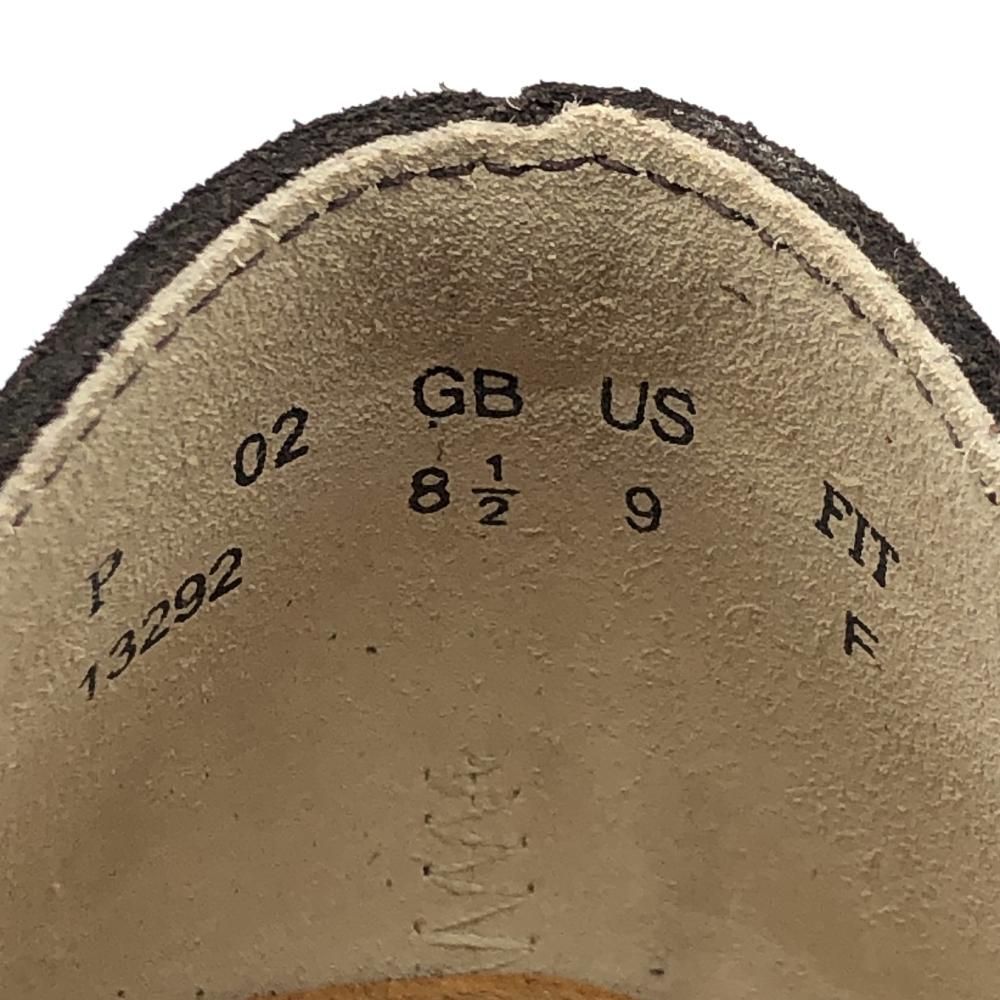 02 GB US
8 ½ 9
FIT
F
P
13292